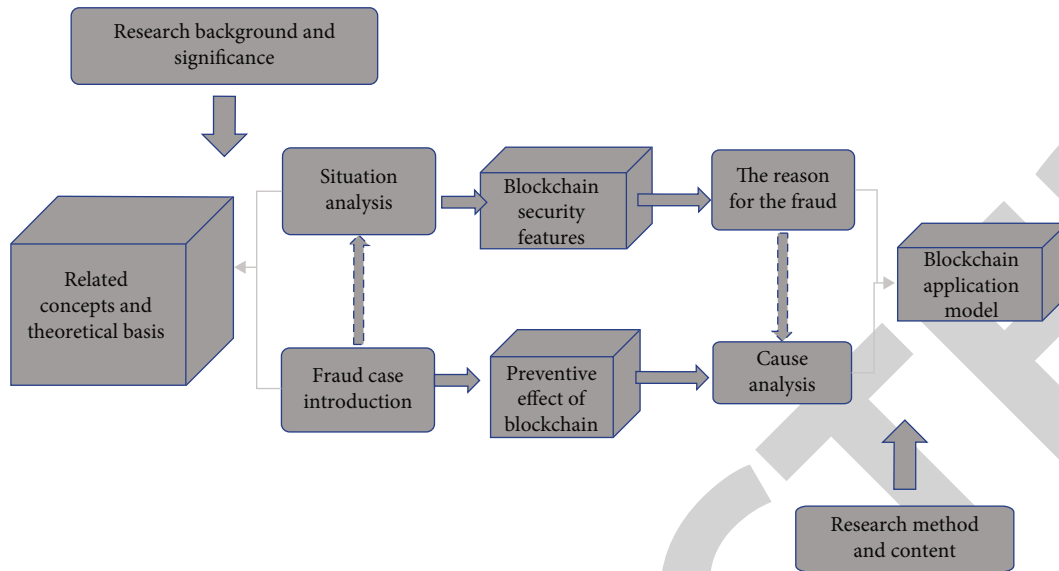 Research background and
significance
Situation
analysis
Blockchain
security
features
The reason
for the fraud
Related
concepts and
theoretical basis
Blockchain
application
model
Fraud case
introduction
Preventive
effect of
blockchain
Cause
analysis
Research method
and content